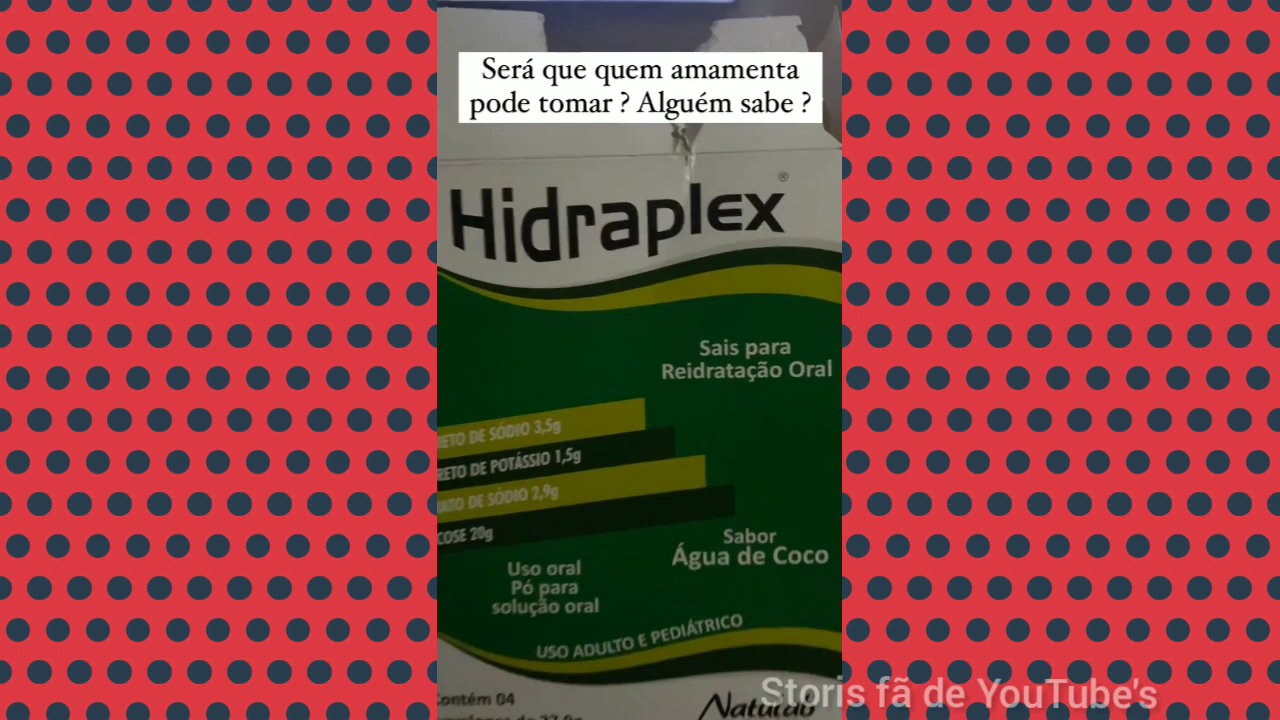 Será que quem amamenta
pode tomar ? Alguém sabe ?
Hidraplex®
Sais para
Reidratação Oral
RETO DE SÓDIO 3,5g
RETO DE POTÁSSIO 1,5g
RATO DE SÓDIO 2,9g
COSE 20g
Sabor
Água de Coco
Uso oral
Pó para
solução oral
USO ADULTO E PEDIÁTRICO
Contém 04
Natulab
Storis fã de YouTube's